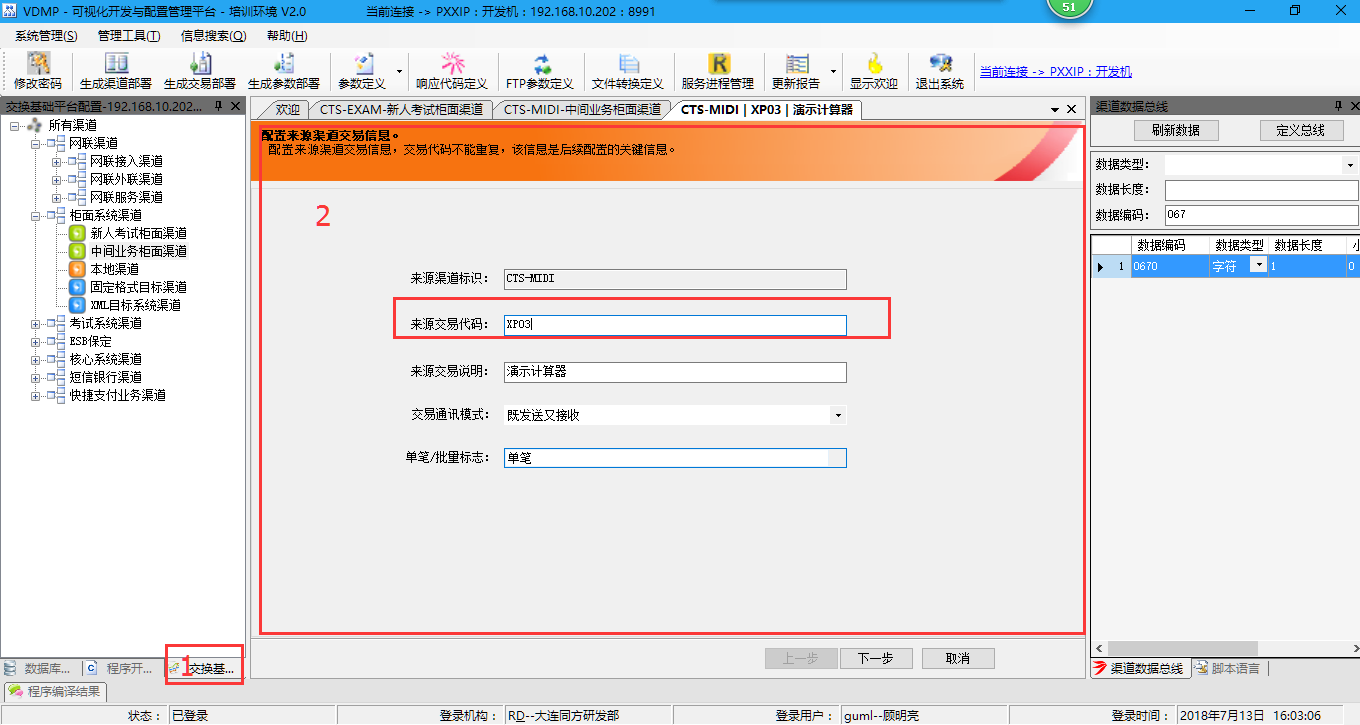 VDMP - 可视化开发与配置管理平台 - 培训环境 V2.0 当前连接 -> PXXIP：开发机：192.168.10.202：8991
51
系统管理(S) 管理工具(T) 信息搜索(Q) 帮助(H)
修改密码 生成渠道部署 生成交易部署 生成参数部署 参数定义 响应代码定义 FTP参数定义 文件转换定义 服务进程管理 更新报告 显示欢迎 退出系统 当前连接 -> PXXIP：开发机
交换基础平台配置-192.168.10.202...
所有渠道
网联渠道
网联接入渠道
网联外联渠道
网联服务渠道
柜面系统渠道
新人考试柜面渠道
中间业务柜面渠道
本地渠道
固定格式目标渠道
XML目标系统渠道
考试系统渠道
ESB保定
核心系统渠道
短信银行渠道
快捷支付业务渠道
数据库... 程序开... 交换基...
1
欢迎 CTS-EXAM-新人考试柜面渠道 CTS-MIDI-中间业务柜面渠道 CTS-MIDI | XP03 | 演示计算器
配置来源渠道交易信息。
配置来源渠道交易信息，交易代码不能重复，该信息是后续配置的关键信息。
2
来源渠道标识： CTS-MIDI
来源交易代码： XP03
来源交易说明： 演示计算器
交易通讯模式： 既发送又接收
单笔/批量标志： 单笔
上一步 下一步 取消
渠道数据总线
刷新数据 定义总线
数据类型：
数据长度：
数据编码： 067
数据编码 数据类型 数据长度 小
1 0670 字符 1 0
渠道数据总线 脚本语言
程序编译结果
状态： 已登录 登录机构： RD--大连同方研发部 登录用户： guml--顾明亮 登录时间： 2018年7月13日 16:03:06